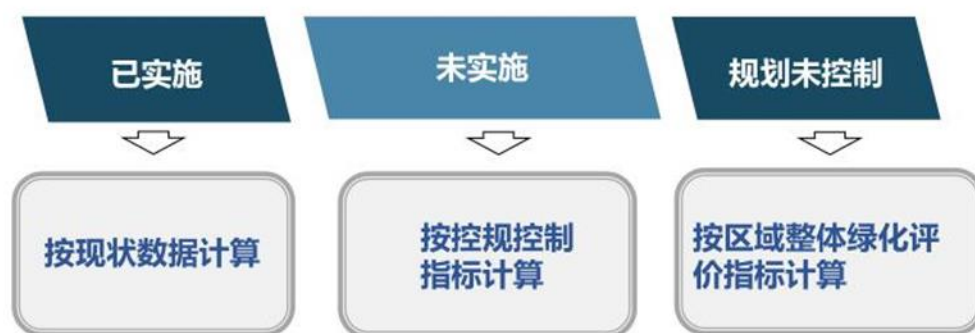 已实施
未实施
规划未控制
按现状数据计算
按控规控制
指标计算
按区域整体绿化评
价指标计算